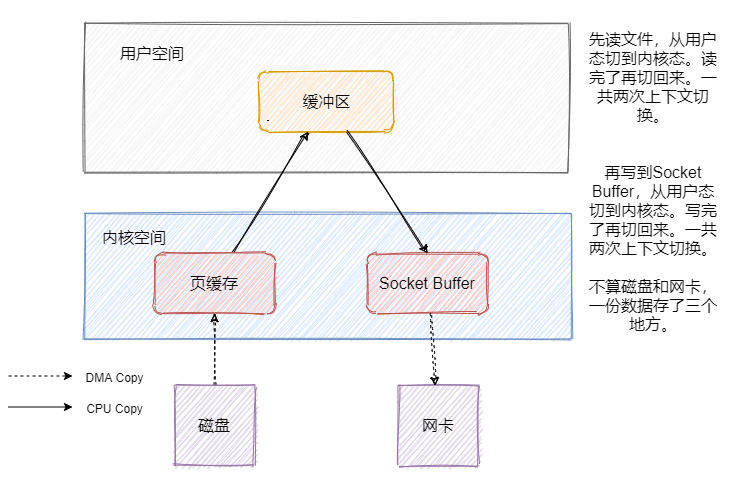 用户空间
缓冲区
先读文件，从用户
态切到内核态。读
完了再切回来。一
共两次上下文切
换。
再写到Socket
Buffer，从用户态
切到内核态。写完
了再切回来。一共
两次上下文切换。
不算磁盘和网卡，
一份数据存了三个
地方。
内核空间
页缓存
Socket Buffer
DMA Copy
CPU Copy
磁盘
网卡